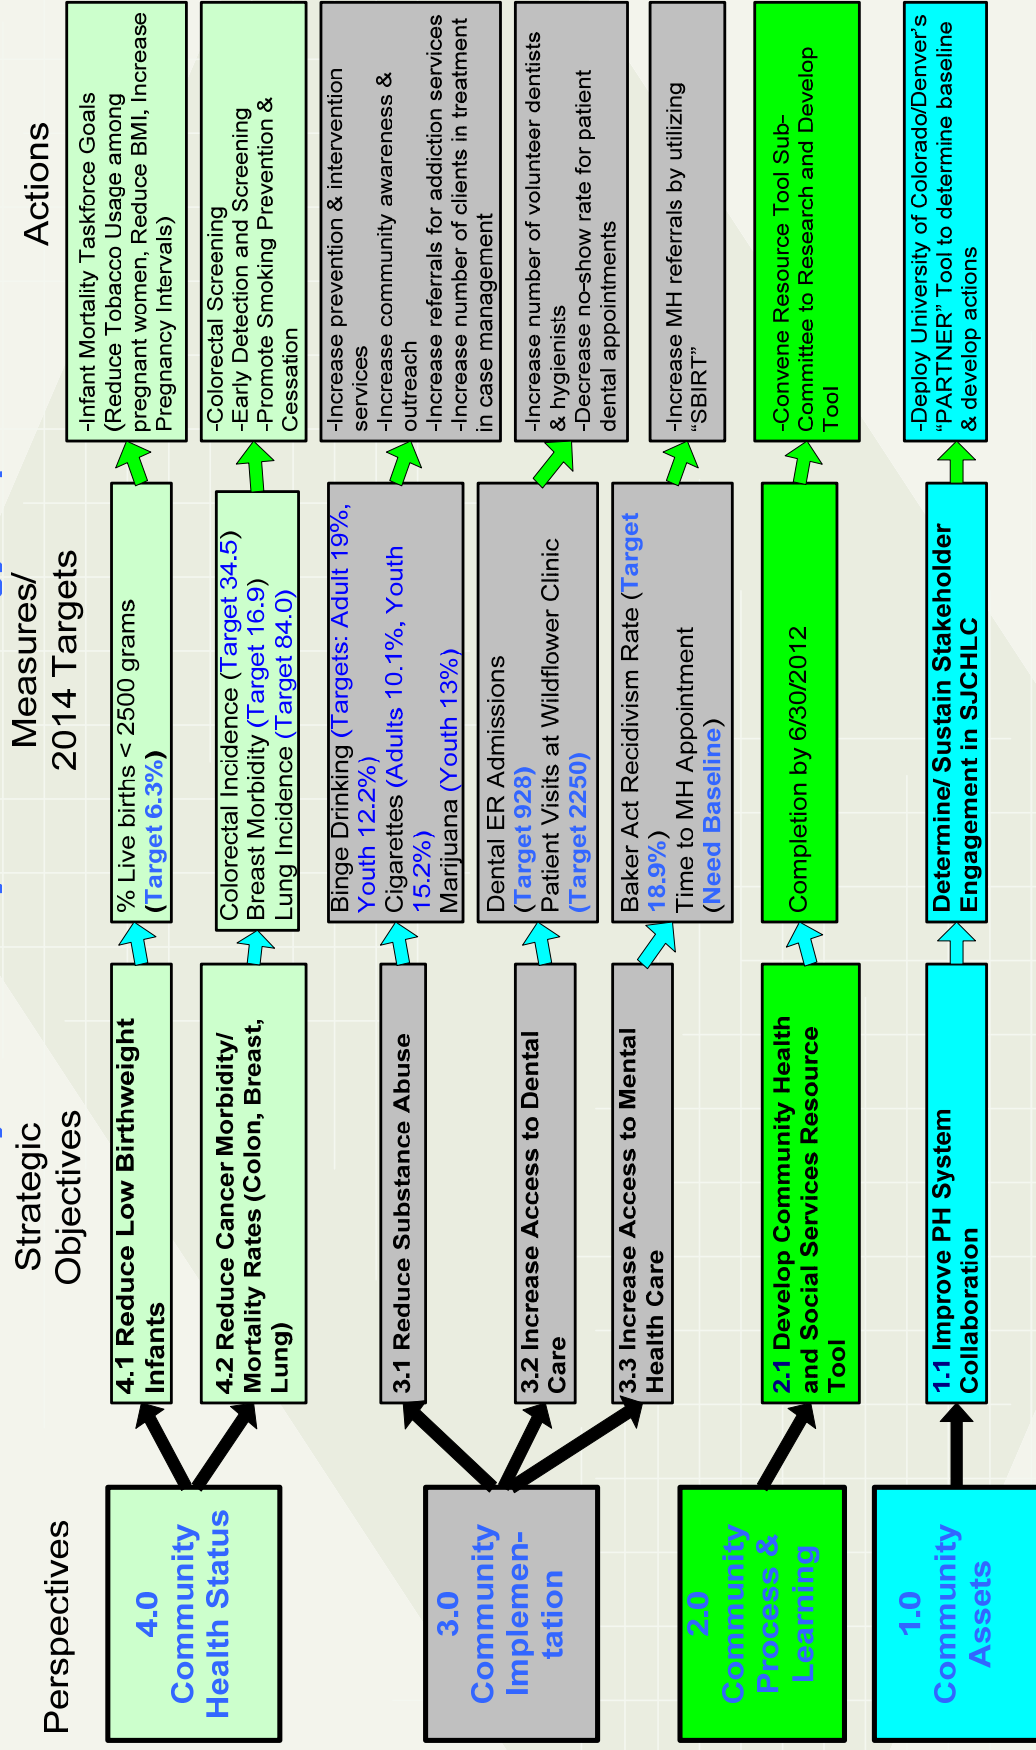 Perspectives
Strategic
Objectives
Measures/
2014 Targets
Actions
4.0
Community
Health Status
4.1 Reduce Low Birthweight
Infants
% Live births < 2500 grams
(Target 6.3%)
-Infant Mortality Taskforce Goals
(Reduce Tobacco Usage among
pregnant women, Reduce BMI, Increase
Pregnancy Intervals)
4.2 Reduce Cancer Morbidity/
Mortality Rates (Colon, Breast,
Lung)
Colorectal Incidence (Target 34.5)
Breast Morbidity (Target 16.9)
Lung Incidence (Target 84.0)
-Colorectal Screening
-Early Detection and Screening
-Promote Smoking Prevention &
Cessation
3.0
Community
Implemen-
tation
3.1 Reduce Substance Abuse
Binge Drinking (Targets: Adult 19%,
Youth 12.2%)
Cigarettes (Adults 10.1%, Youth
15.2%)
Marijuana (Youth 13%)
-Increase prevention & intervention
services
-Increase community awareness &
outreach
-Increase referrals for addiction services
-Increase number of clients in treatment
in case management
3.2 Increase Access to Dental
Care
Dental ER Admissions
(Target 928)
Patient Visits at Wildflower Clinic
(Target 2250)
-Increase number of volunteer dentists
& hygienists
-Decrease no-show rate for patient
dental appointments
3.3 Increase Access to Mental
Health Care
Baker Act Recidivism Rate (Target
18.9%)
Time to MH Appointment
(Need Baseline)
-Increase MH referrals by utilizing
“SBIRT”
2.0
Community
Process &
Learning
2.1 Develop Community Health
and Social Services Resource
Tool
Completion by 6/30/2012
-Convene Resource Tool Sub-
Committee to Research and Develop
Tool
1.0
Community
Assets
1.1 Improve PH System
Collaboration
Determine/ Sustain Stakeholder
Engagement in SJCHLC
-Deploy University of Colorado/Denver’s
“PARTNER” Tool to determine baseline
& develop actions